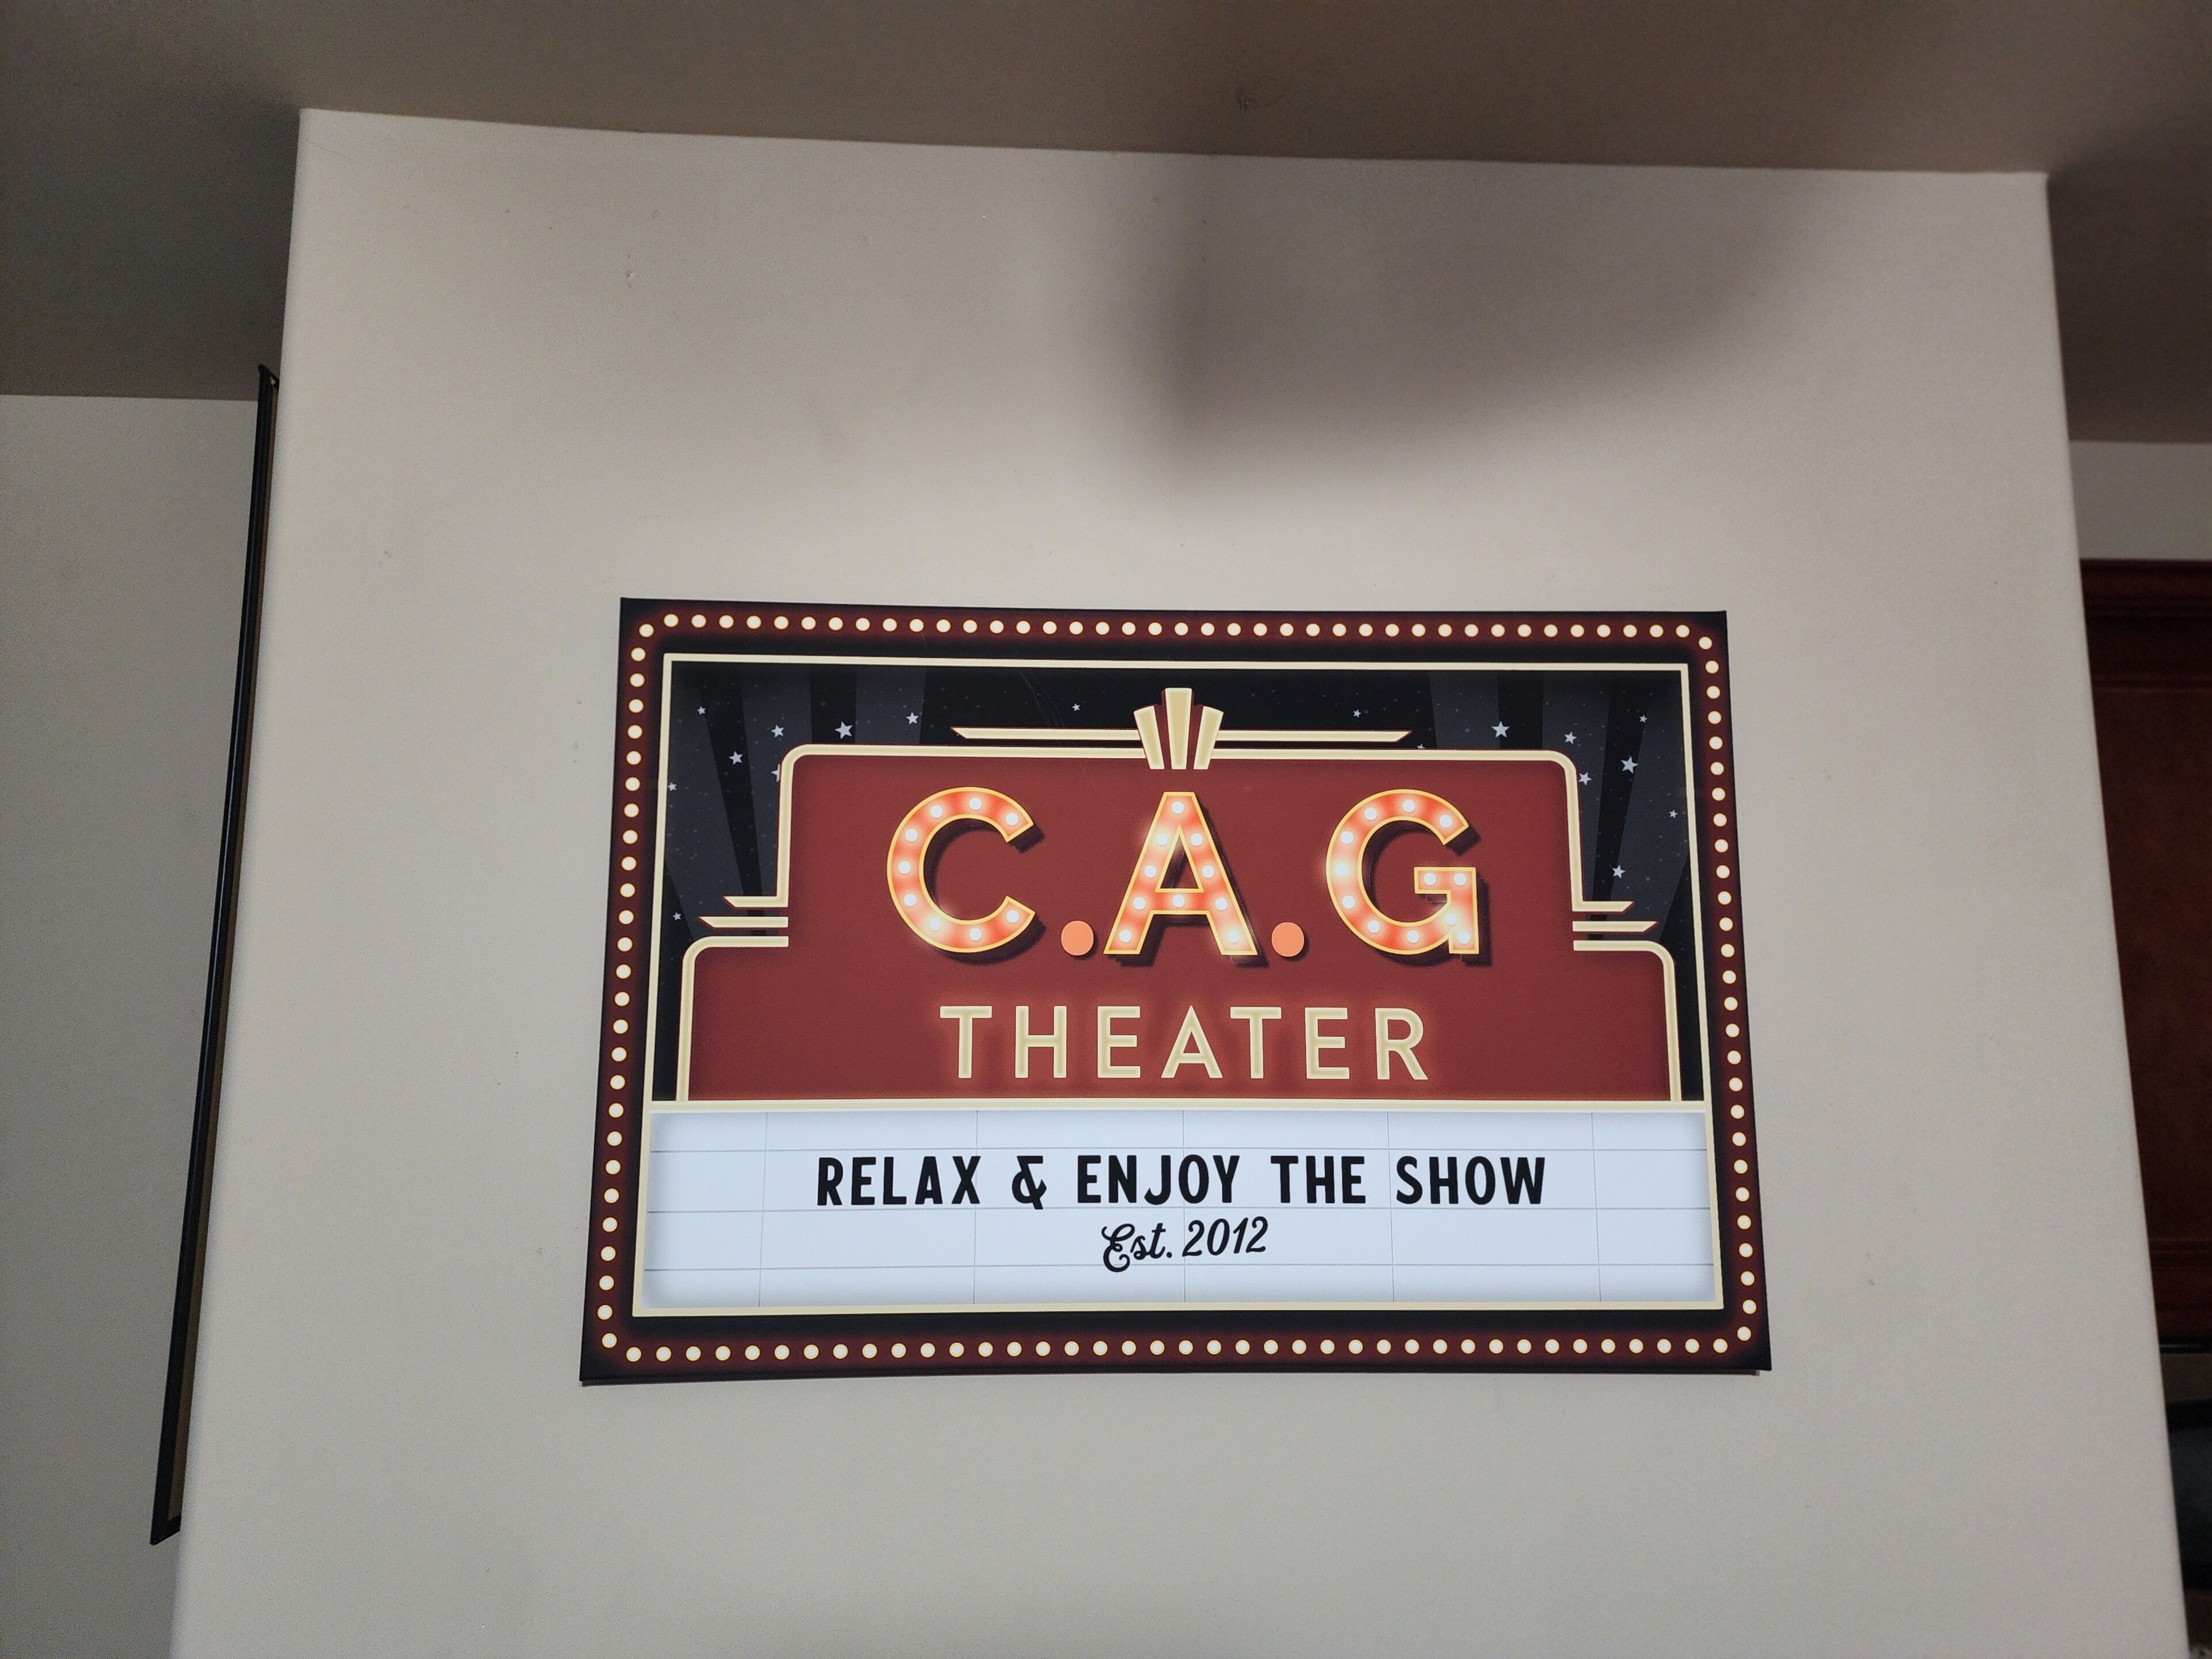 C.A.G
THEATER
RELAX & ENJOY THE SHOW
Est. 2012